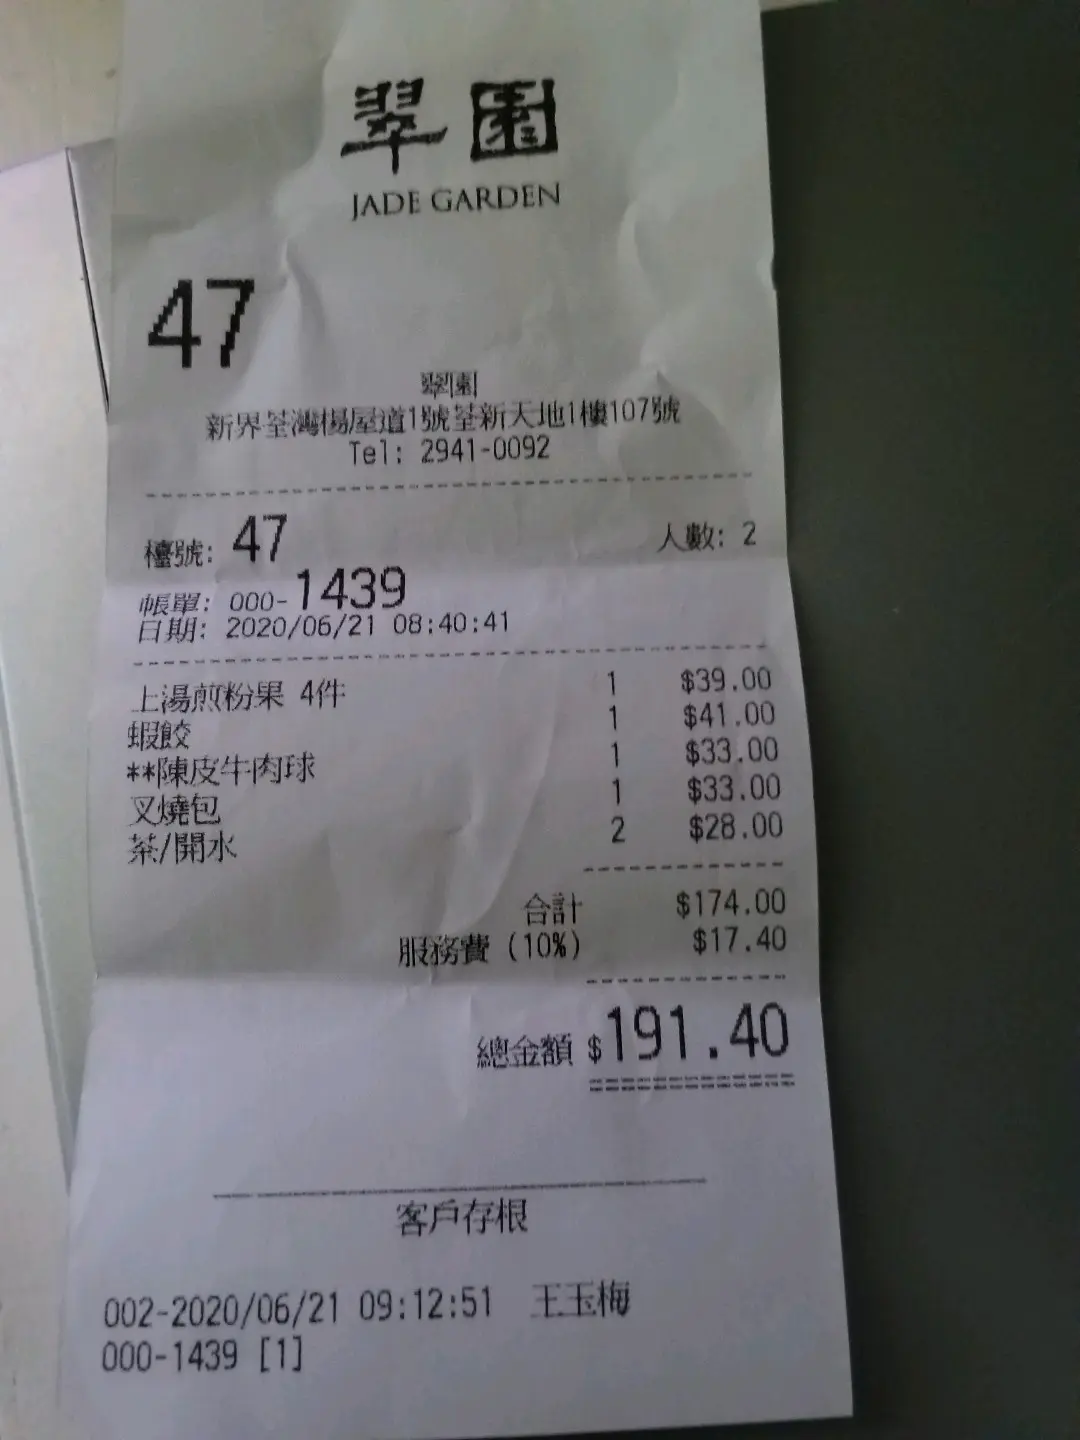 翠園
JADE GARDEN
47
翠園
新界荃灣楊屋道1號荃新天地1樓107號
Tel: 2941-0092
檯號: 47 人數: 2
帳單: 000-1439
日期: 2020/06/21 08:40:41
上湯煎粉果 4件 1 $39.00
蝦餃 1 $41.00
**陳皮牛肉球 1 $33.00
叉燒包 1 $33.00
茶/開水 2 $28.00
合計 $174.00
服務費 (10%) $17.40
總金額 $191.40
客戶存根
002-2020/06/21 09:12:51 王玉梅
000-1439 [1]